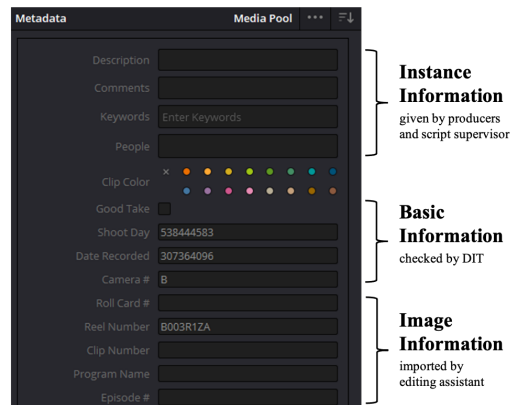 Metadata Media Pool
Description
Comments
Keywords Enter Keywords
People
Clip Color
Good Take
Shoot Day 538444583
Date Recorded 307364096
Camera # B
Roll Card #
Reel Number B003R1ZA
Clip Number
Program Name
Episode #
Instance
Information
given by producers
and script supervisor
Basic
Information
checked by DIT
Image
Information
imported by
editing assistant